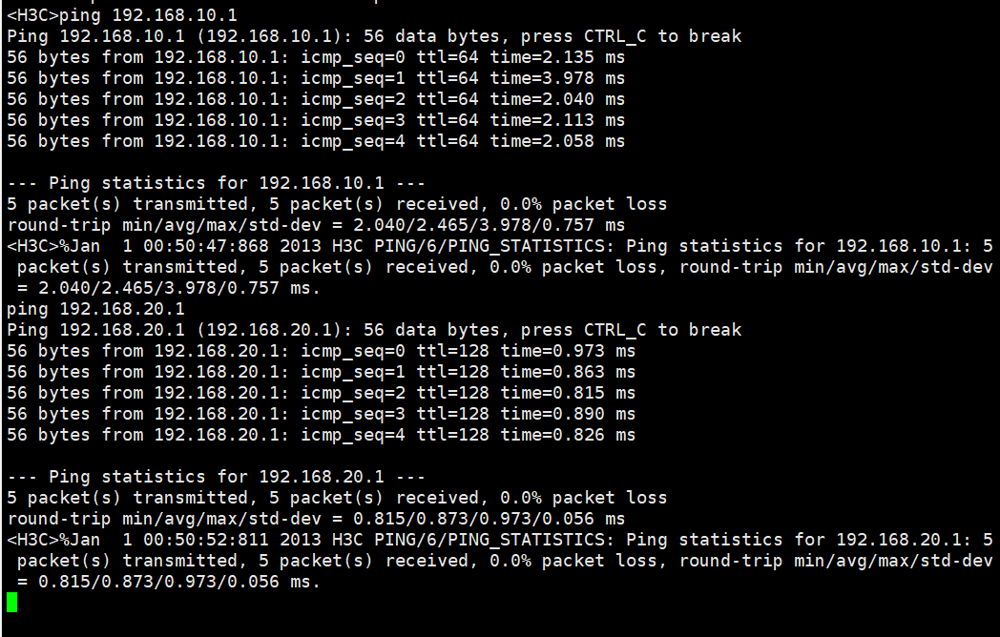 <H3C>ping 192.168.10.1
Ping 192.168.10.1 (192.168.10.1): 56 data bytes, press CTRL_C to break
56 bytes from 192.168.10.1: icmp_seq=0 ttl=64 time=2.135 ms
56 bytes from 192.168.10.1: icmp_seq=1 ttl=64 time=3.978 ms
56 bytes from 192.168.10.1: icmp_seq=2 ttl=64 time=2.040 ms
56 bytes from 192.168.10.1: icmp_seq=3 ttl=64 time=2.113 ms
56 bytes from 192.168.10.1: icmp_seq=4 ttl=64 time=2.058 ms

--- Ping statistics for 192.168.10.1 ---
5 packet(s) transmitted, 5 packet(s) received, 0.0% packet loss
round-trip min/avg/max/std-dev = 2.040/2.465/3.978/0.757 ms
<H3C>%Jan  1 00:50:47:868 2013 H3C PING/6/PING_STATISTICS: Ping statistics for 192.168.10.1: 5
 packet(s) transmitted, 5 packet(s) received, 0.0% packet loss, round-trip min/avg/max/std-dev
 = 2.040/2.465/3.978/0.757 ms.
ping 192.168.20.1
Ping 192.168.20.1 (192.168.20.1): 56 data bytes, press CTRL_C to break
56 bytes from 192.168.20.1: icmp_seq=0 ttl=128 time=0.973 ms
56 bytes from 192.168.20.1: icmp_seq=1 ttl=128 time=0.863 ms
56 bytes from 192.168.20.1: icmp_seq=2 ttl=128 time=0.815 ms
56 bytes from 192.168.20.1: icmp_seq=3 ttl=128 time=0.890 ms
56 bytes from 192.168.20.1: icmp_seq=4 ttl=128 time=0.826 ms

--- Ping statistics for 192.168.20.1 ---
5 packet(s) transmitted, 5 packet(s) received, 0.0% packet loss
round-trip min/avg/max/std-dev = 0.815/0.873/0.973/0.056 ms
<H3C>%Jan  1 00:50:52:811 2013 H3C PING/6/PING_STATISTICS: Ping statistics for 192.168.20.1: 5
 packet(s) transmitted, 5 packet(s) received, 0.0% packet loss, round-trip min/avg/max/std-dev
 = 0.815/0.873/0.973/0.056 ms.